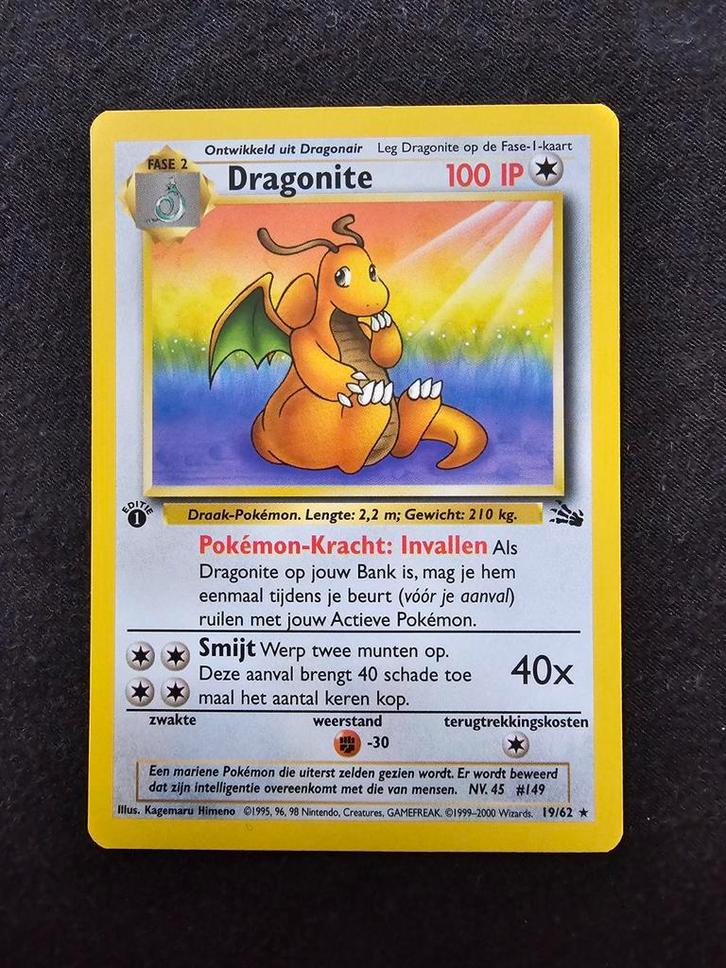 Ontwikkeld uit Dragonair Leg Dragonite op de Fase-1-kaart
FASE 2
Dragonite 100 IP
EDITIE
1
Draak-Pokémon. Lengte: 2,2 m; Gewicht: 210 kg.
Pokémon-Kracht: Invallen Als
Dragonite op jouw Bank is, mag je hem
eenmaal tijdens je beurt (vóór je aanval)
ruilen met jouw Actieve Pokémon.
Smijt Werp twee munten op.
Deze aanval brengt 40 schade toe
maal het aantal keren kop.
40x
zwakte weerstand terugtrekkingskosten
-30
Een mariene Pokémon die uiterst zelden gezien wordt. Er wordt beweerd
dat zijn intelligentie overeenkomt met die van mensen. NV. 45 #149
Illus. Kagemaru Himeno ©1995, 96, 98 Nintendo, Creatures, GAMEFREAK. ©1999-2000 Wizards. 19/62 ★